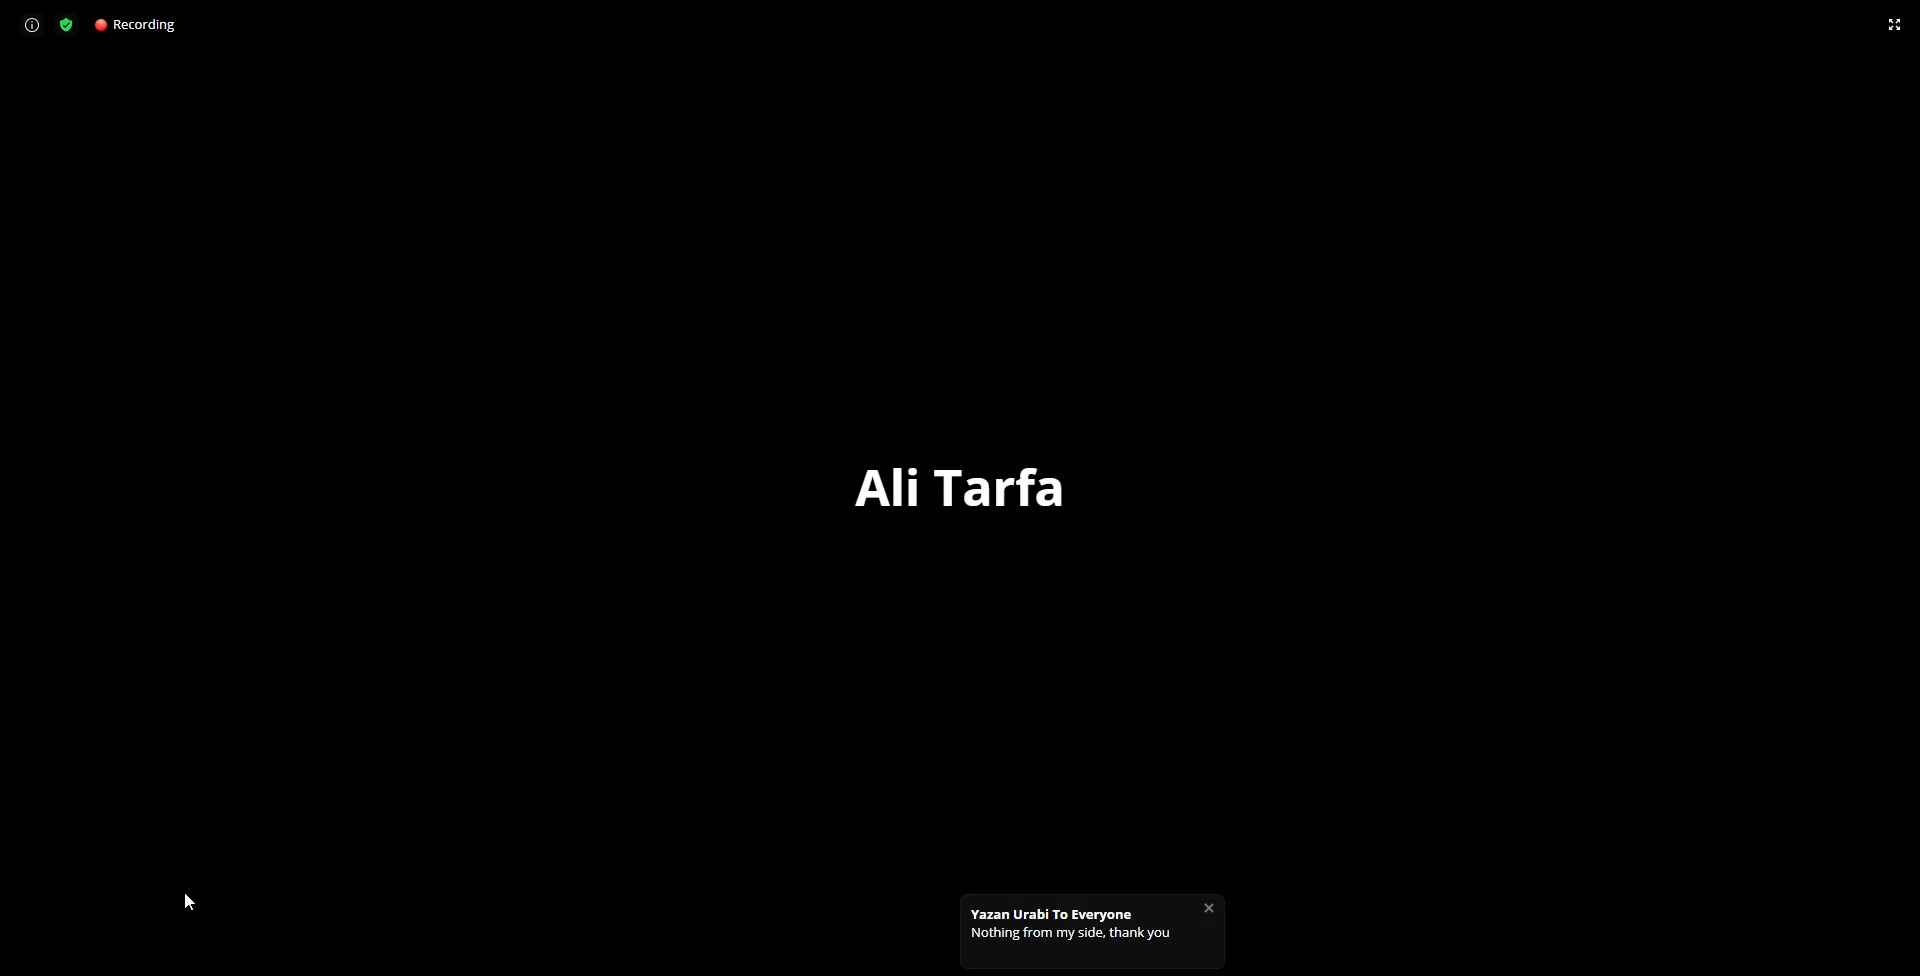 Recording
Ali Tarfa
Yazan Urabi To Everyone
Nothing from my side, thank you